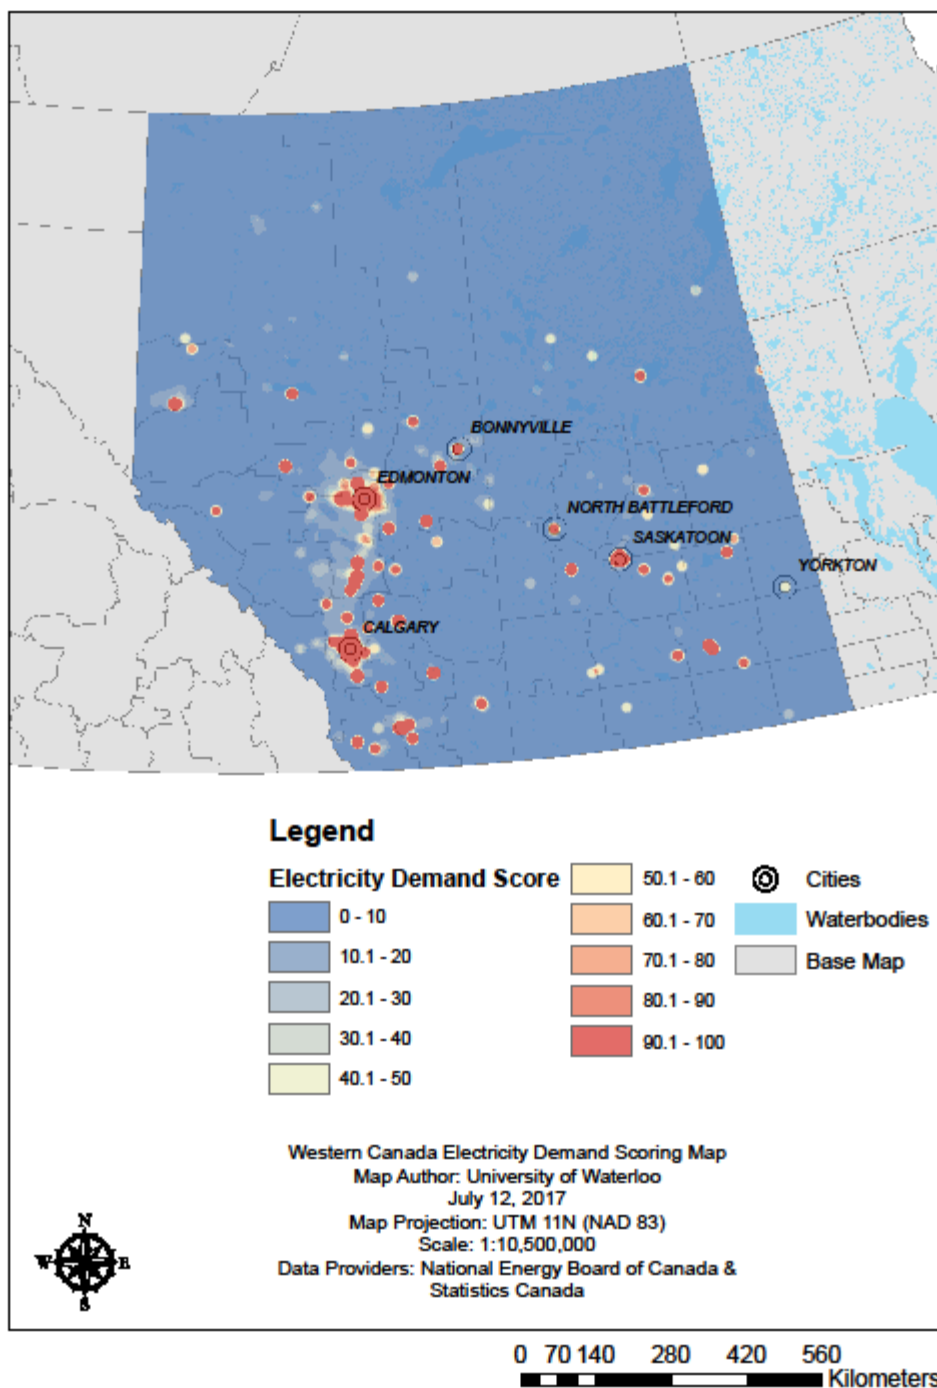 BONNYVILLE
EDMONTON
NORTH BATTLEFORD
SASKATOON
YORKTON
CALGARY
Legend
Electricity Demand Score
0 - 10
10.1 - 20
20.1 - 30
30.1 - 40
40.1 - 50
50.1 - 60
60.1 - 70
70.1 - 80
80.1 - 90
90.1 - 100
Cities
Waterbodies
Base Map
Western Canada Electricity Demand Scoring Map
Map Author: University of Waterloo
July 12, 2017
Map Projection: UTM 11N (NAD 83)
Scale: 1:10,500,000
Data Providers: National Energy Board of Canada &
Statistics Canada
N
W E
S
0 70 140 280 420 560
Kilometers